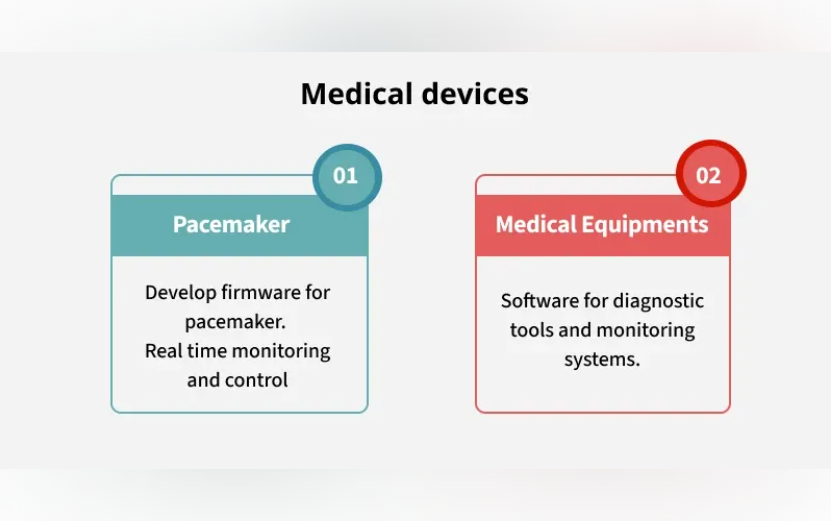 Medical devices
01
Pacemaker
Develop firmware for
pacemaker.
Real time monitoring
and control
02
Medical Equipments
Software for diagnostic
tools and monitoring
systems.